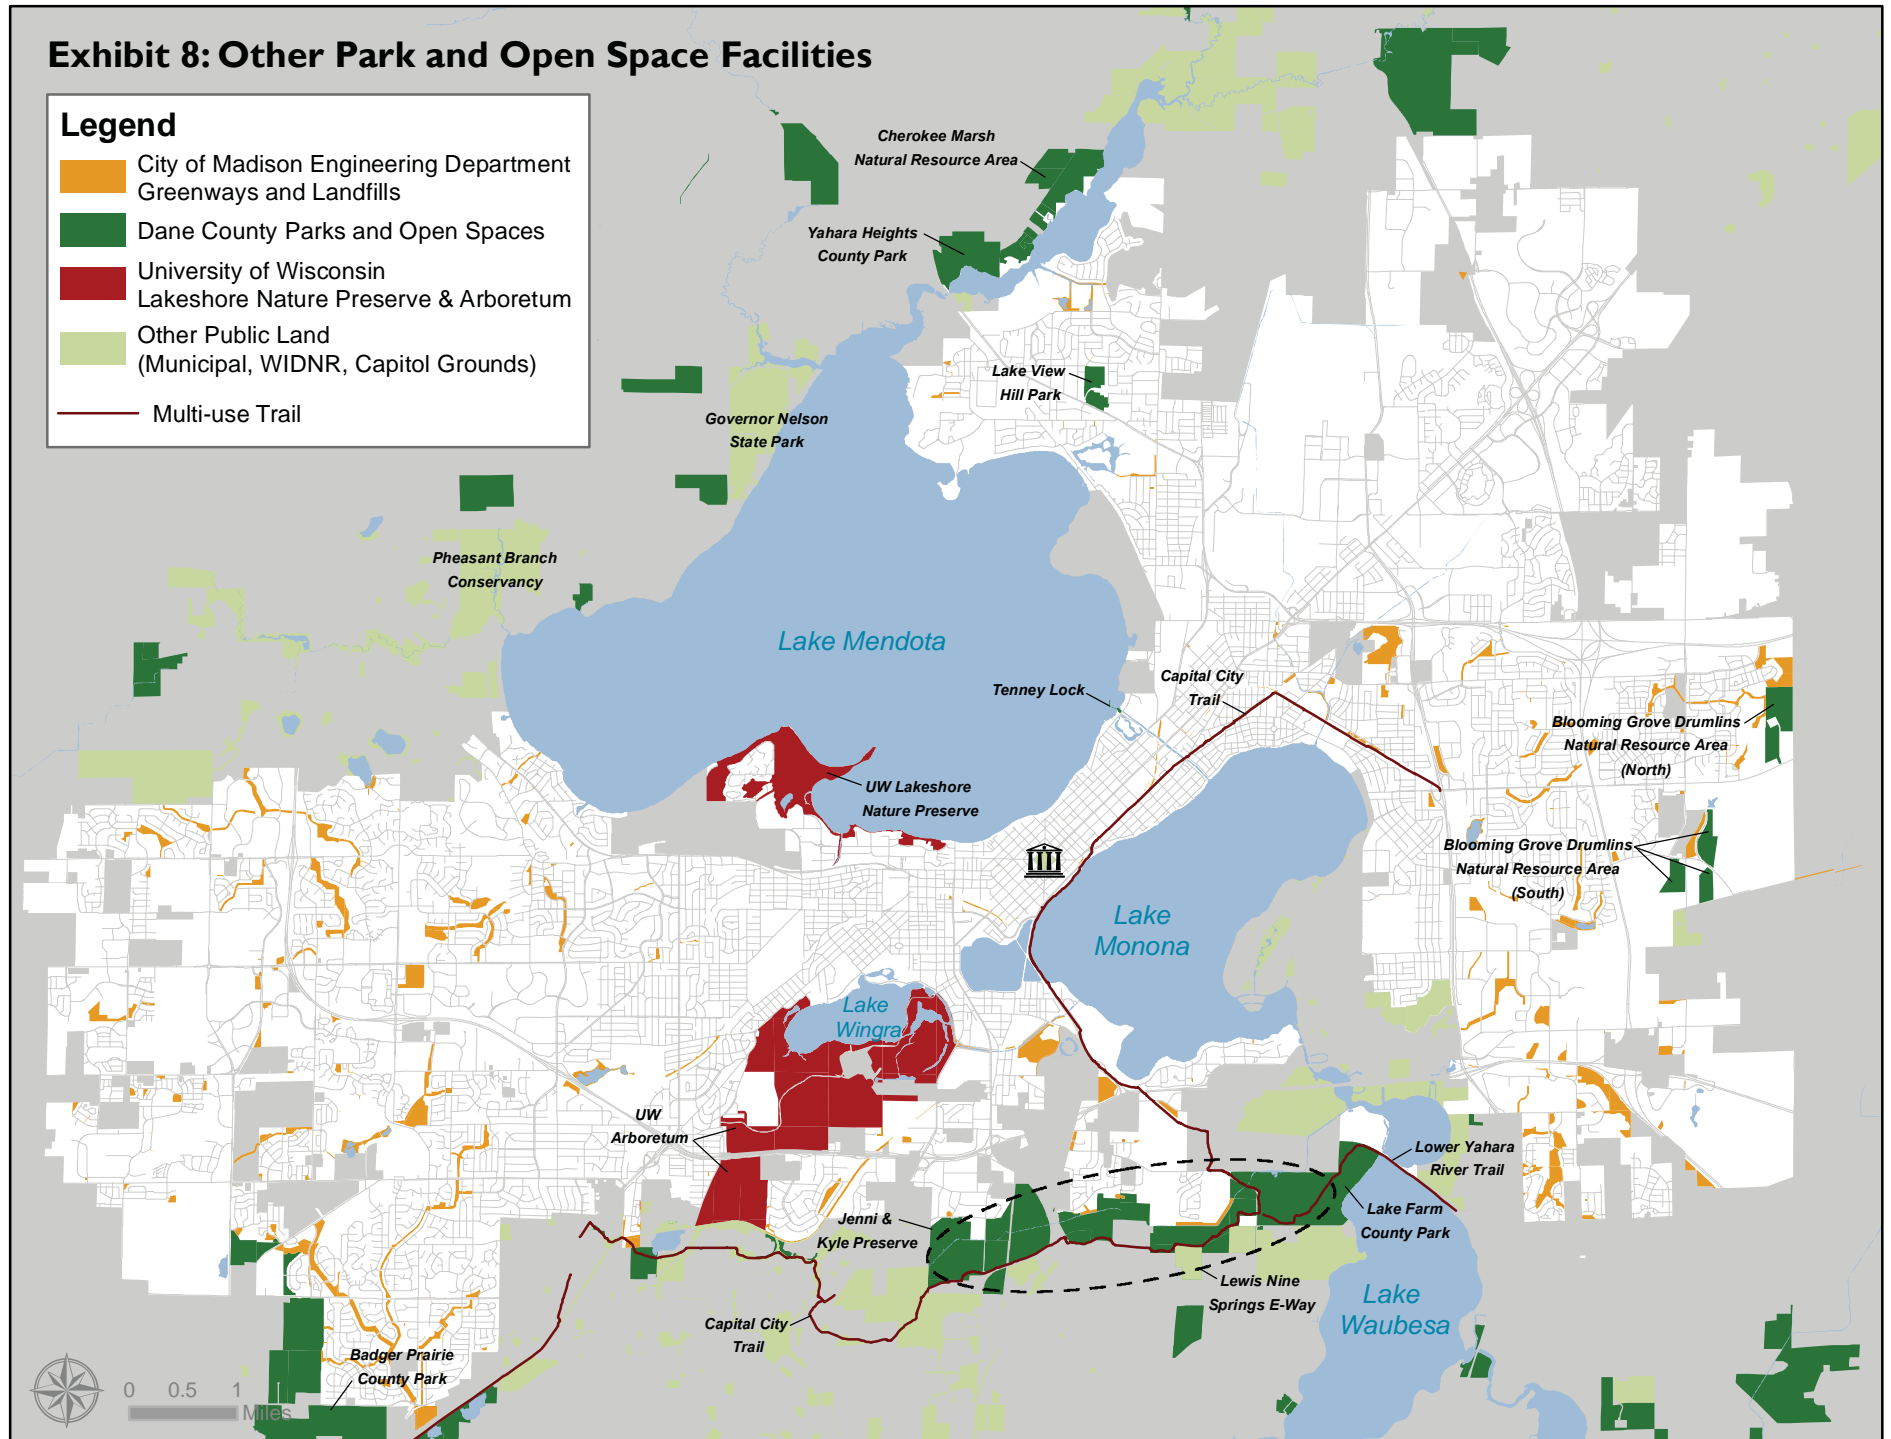 Exhibit 8: Other Park and Open Space Facilities
Legend
City of Madison Engineering Department
Greenways and Landfills
Dane County Parks and Open Spaces
University of Wisconsin
Lakeshore Nature Preserve & Arboretum
Other Public Land
(Municipal, WIDNR, Capitol Grounds)
Multi-use Trail
Cherokee Marsh
Natural Resource Area
Yahara Heights
County Park
Lake View
Hill Park
Governor Nelson
State Park
Pheasant Branch
Conservancy
Lake Mendota
Tenney Lock
Capital City
Trail
Blooming Grove Drumlins
Natural Resource Area
(North)
UW Lakeshore
Nature Preserve
Blooming Grove Drumlins
Natural Resource Area
(South)
Lake
Monona
Lake
Wingra
UW
Arboretum
Lower Yahara
River Trail
Lake Farm
County Park
Jenni &
Kyle Preserve
Lewis Nine
Springs E-Way
Lake
Waubesa
Capital City
Trail
Badger Prairie
County Park
0 0.5 1
Miles